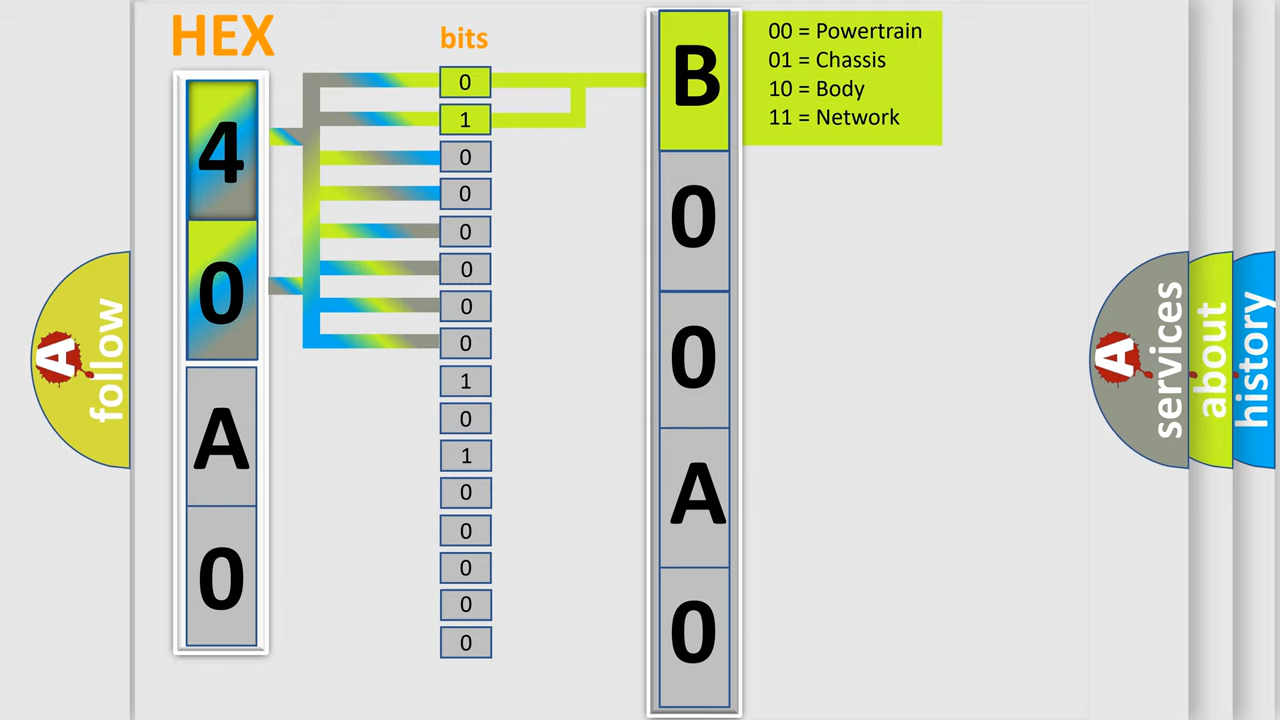 HEX
bits
00 = Powertrain
01 = Chassis
10 = Body
11 = Network
4
0
A
0
0
1
0
0
0
0
0
0
1
0
1
0
0
0
0
0
B
0
0
A
0
A follow
A services
about
history